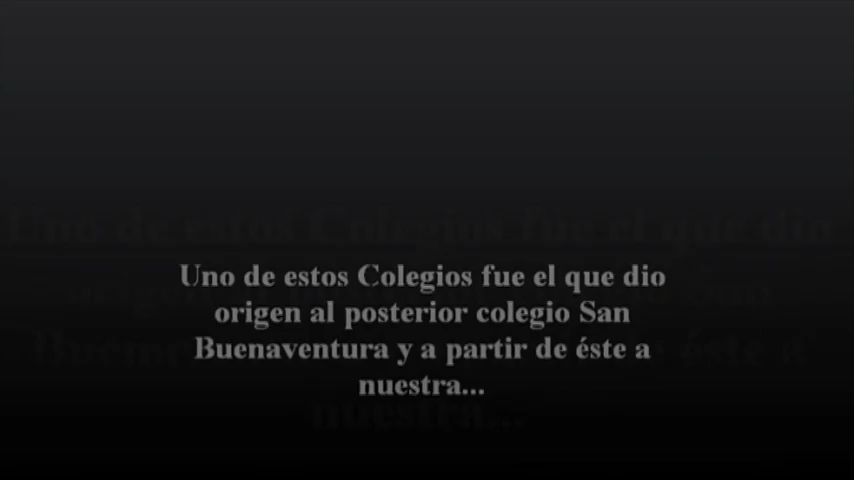 Uno de estos Colegios fue el que dio
origen al posterior colegio San
Buenaventura y a partir de éste a
nuestra...